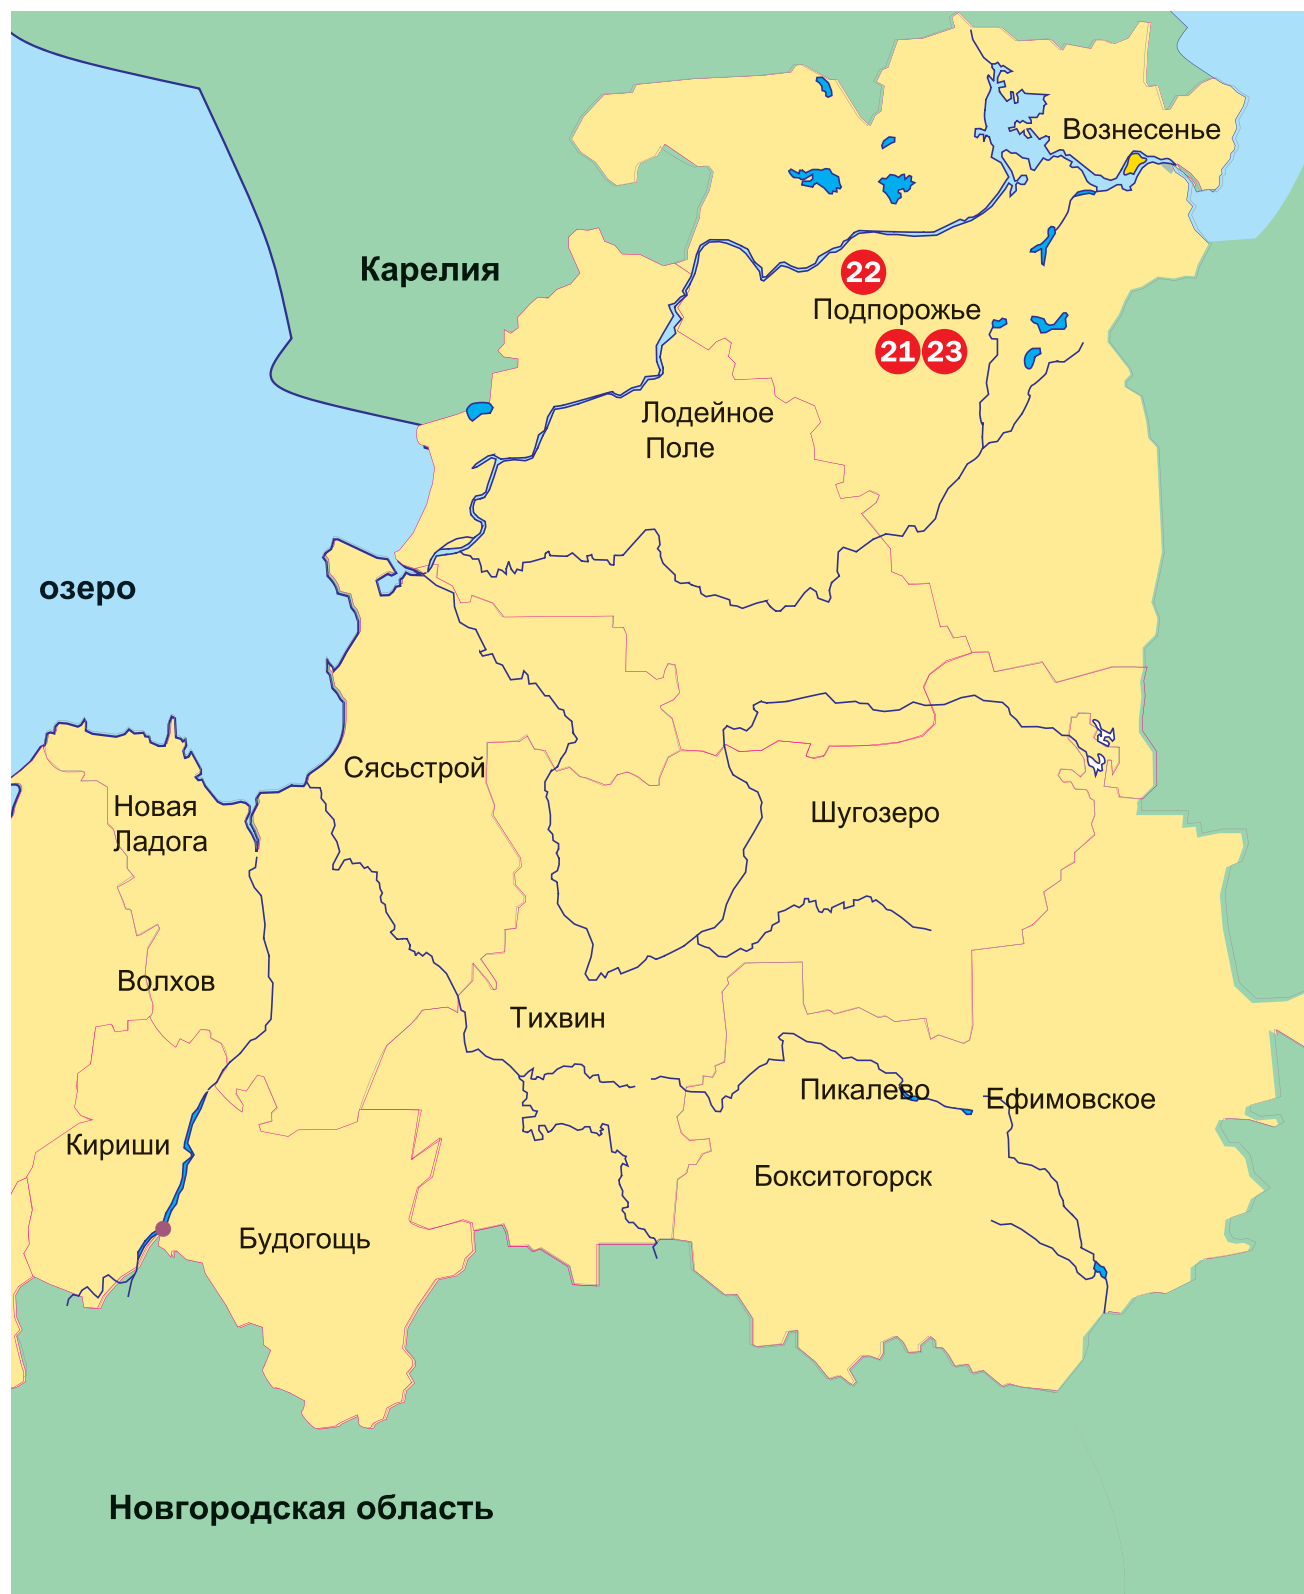 Вознесенье
Карелия
22
Подпорожье
21 23
Лодейное
Поле
озеро
Сясьстрой
Новая
Ладога
Шугозеро
Волхов
Тихвин
Пикалево
Ефимовское
Кириши
Бокситогорск
Будогощь
Новгородская область